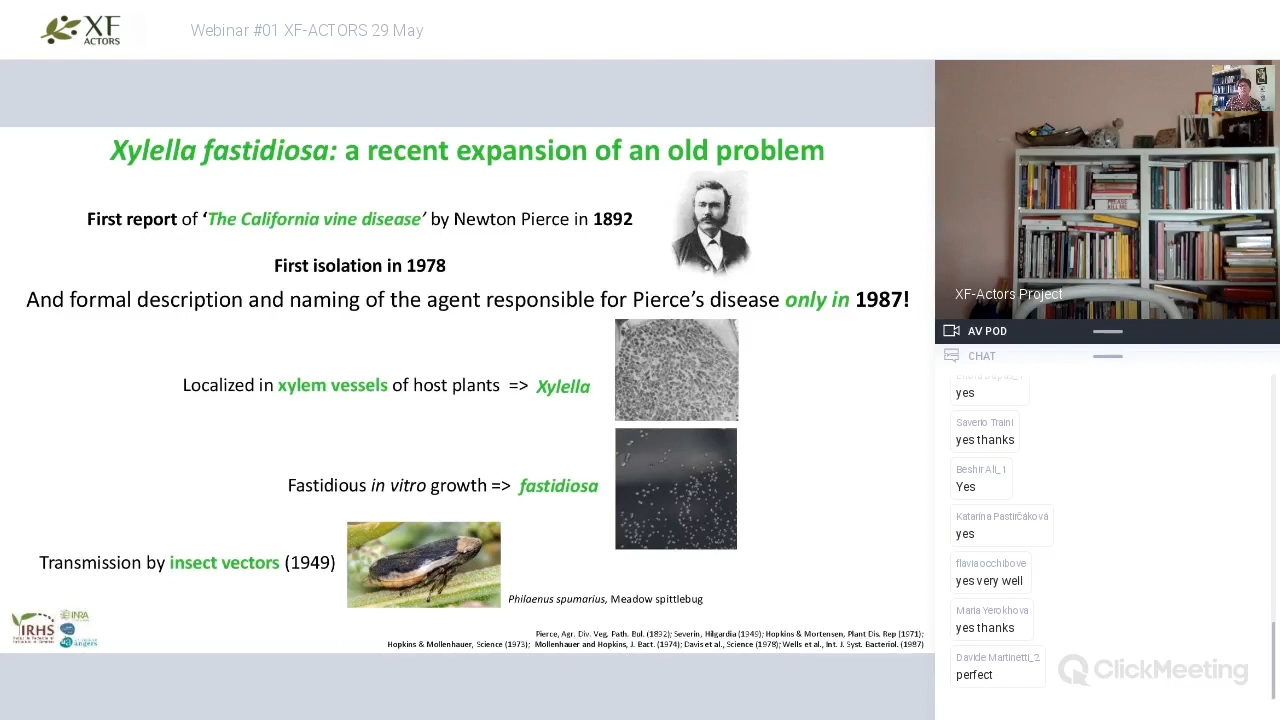 XF
ACTORS
Webinar #01 XF-ACTORS 29 May
Xylella fastidiosa: a recent expansion of an old problem
First report of ‘The California vine disease’ by Newton Pierce in 1892
First isolation in 1978
And formal description and naming of the agent responsible for Pierce’s disease only in 1987!
Localized in xylem vessels of host plants => Xylella
Fastidious in vitro growth => fastidiosa
Transmission by insect vectors (1949)
Philaenus spumarius, Meadow spittlebug
IRHS
INRA
angers
Pierce, Agr. Div. Veg. Path. Bul. (1892); Severin, Hilgardia (1949); Hopkins & Mortensen, Plant Dis. Rep (1971);
Hopkins & Mollenhauer, Science (1973); Mollenhauer and Hopkins, J. Bact. (1974); Davis et al., Science (1978); Wells et al., Int. J. Syst. Bacteriol. (1987)
PLEASE
KILL ME
XF-Actors Project
AV POD
CHAT
yes
Saverio Traini
yes thanks
Beshir Ali_1
Yes
Katarína Pastirčáková
yes
flaviaocchibove
yes very well
Maria Yerokhova
yes thanks
Davide Martinetti_2
perfect
ClickMeeting